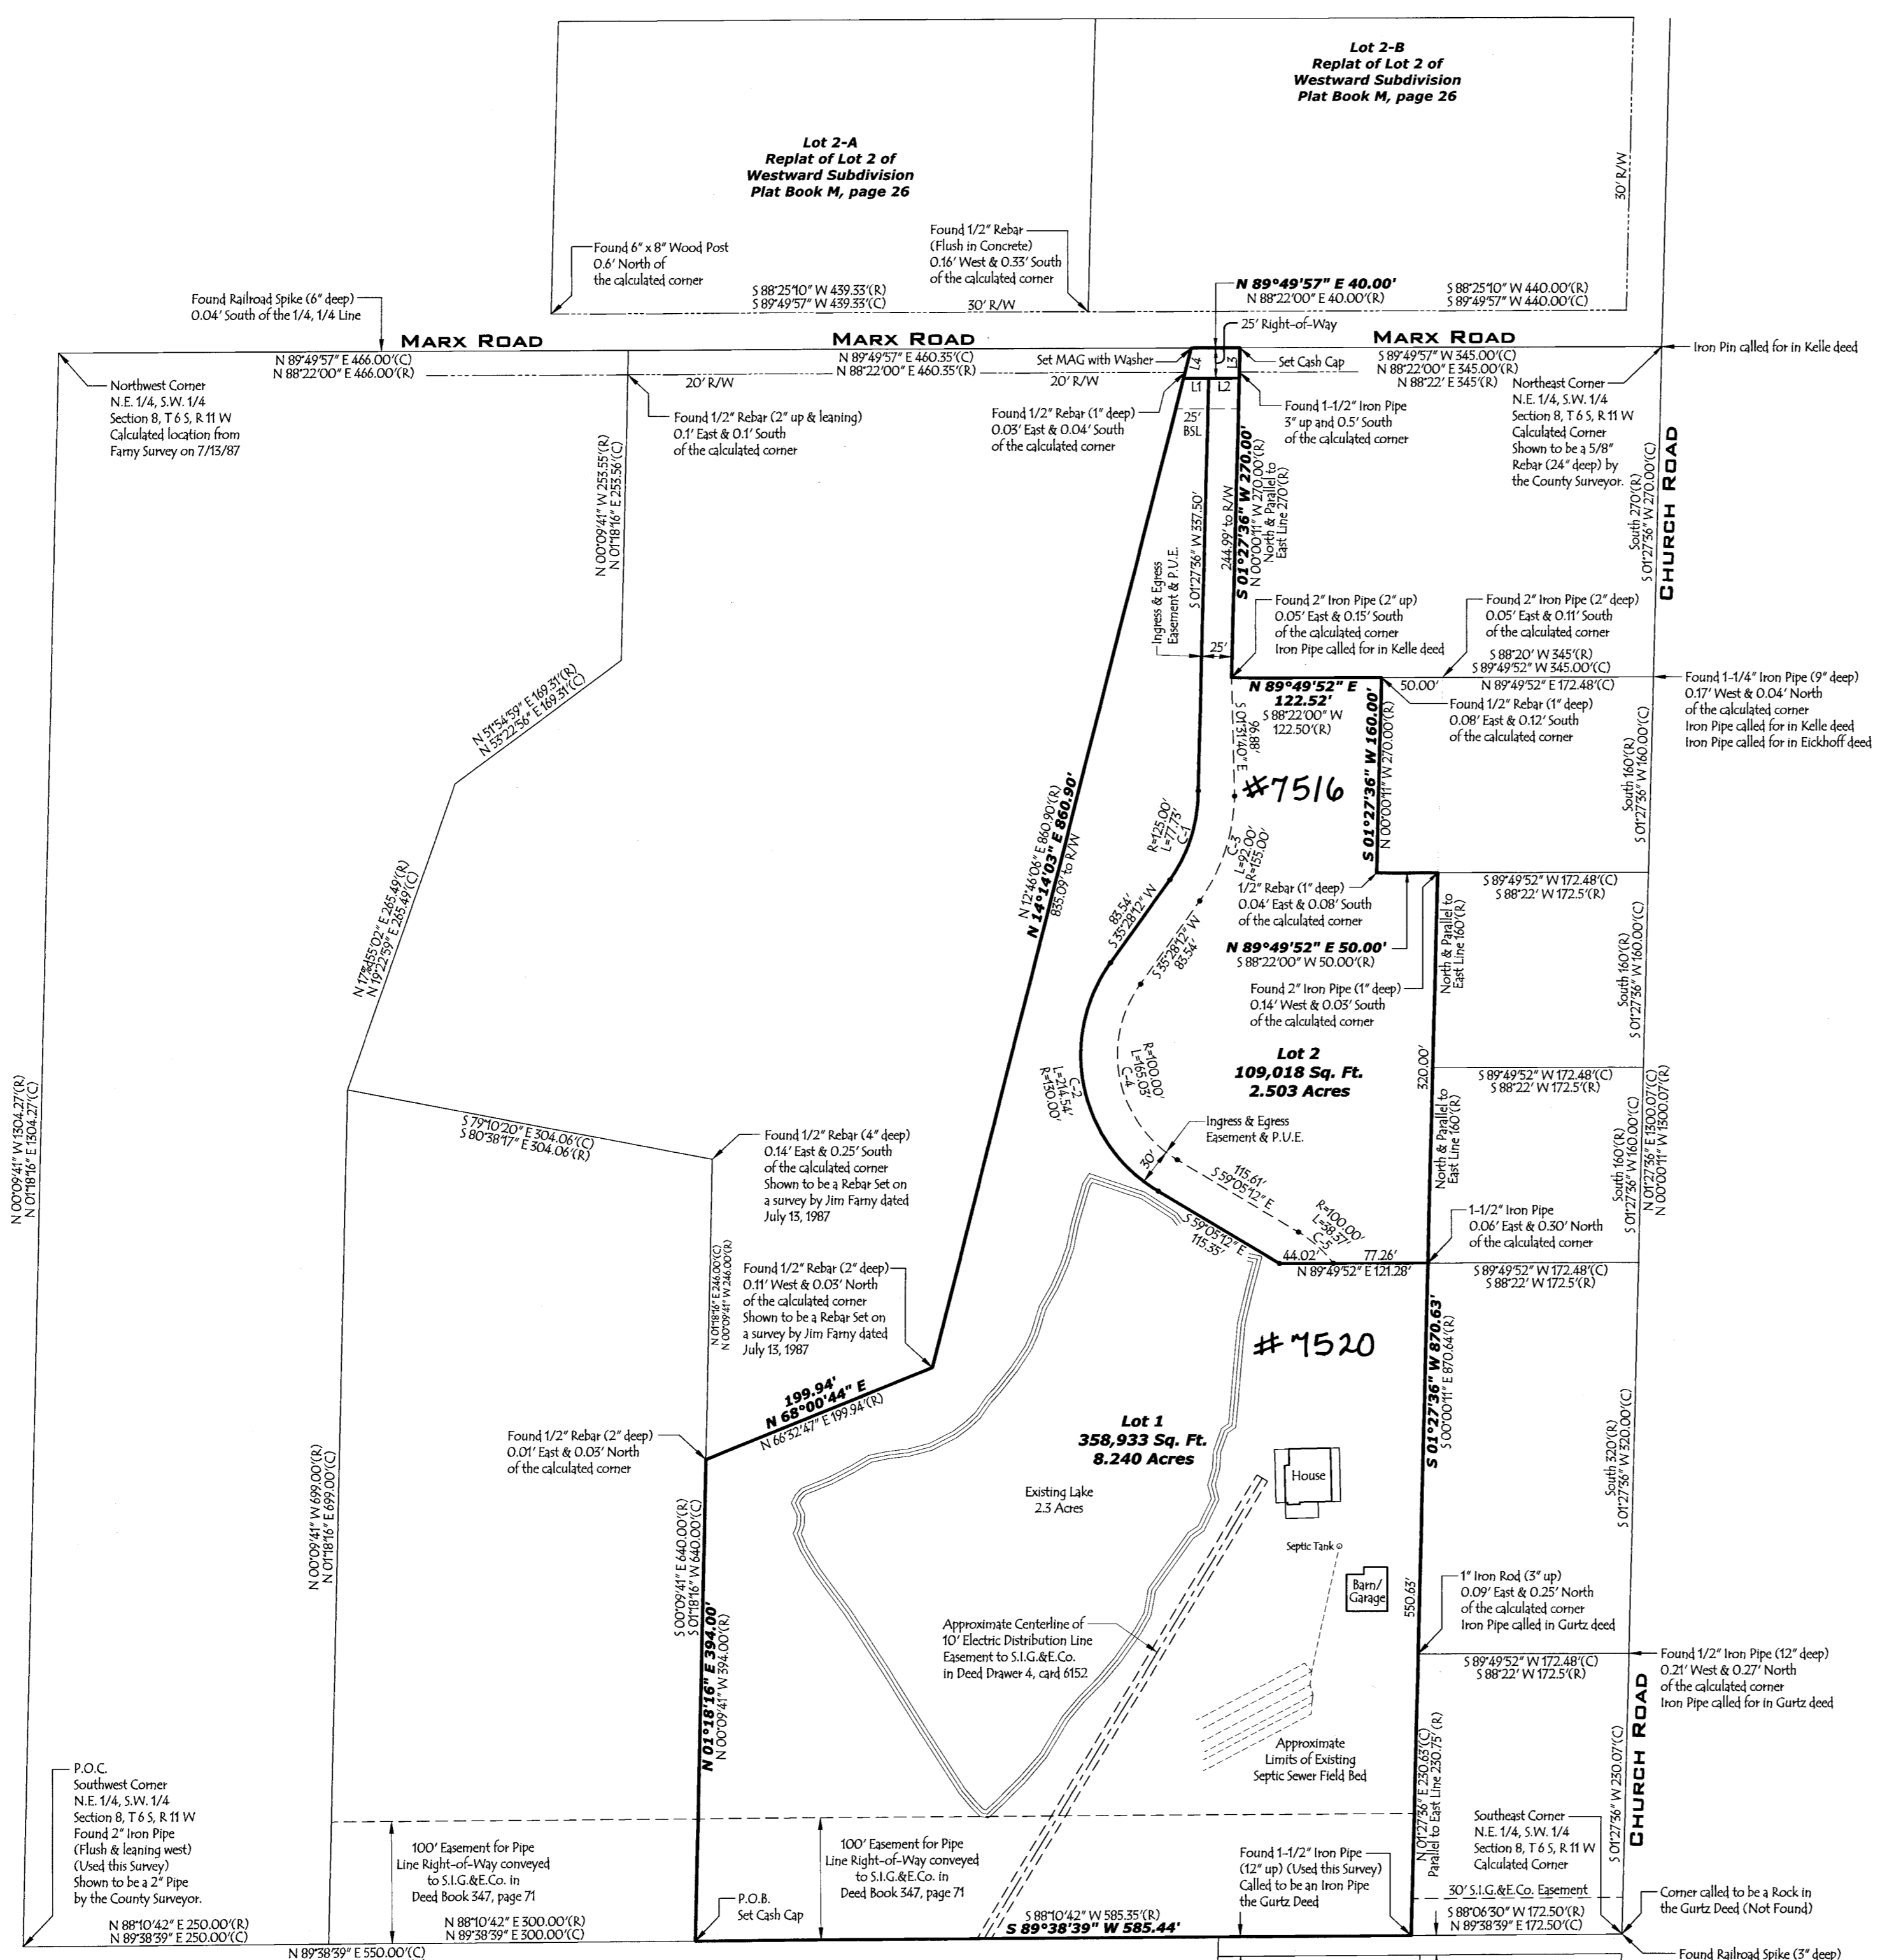 Lot 2-B
Replat of Lot 2 of
Westward Subdivision
Plat Book M, page 26
Lot 2-A
Replat of Lot 2 of
Westward Subdivision
Plat Book M, page 26
30' R/W
Found 6" x 8" Wood Post
0.6' North of
the calculated corner
Found 1/2" Rebar
(Flush in Concrete)
0.16' West & 0.33' South
of the calculated corner
S 88°25'10" W 439.33'(R)
S 89°49'57" W 439.33'(C)
30' R/W
N 89°49'57" E 40.00'
N 88°22'00" E 40.00'(R)
S 88°25'10" W 440.00'(R)
S 89°49'57" W 440.00'(C)
Found Railroad Spike (6" deep)
0.04' South of the 1/4, 1/4 Line
25' Right-of-Way
MARX ROAD
MARX ROAD
MARX ROAD
N 89°49'57" E 466.00'(C)
N 88°22'00" E 466.00'(R)
N 89°49'57" E 460.35'(C)
N 88°22'00" E 460.35'(R)
Set MAG with Washer
L4
L3
Set Cash Cap
S 89°49'57" W 345.00'(C)
N 88°22'00" E 345.00'(R)
N 88°22' E 345'(R)
Iron Pin called for in Kelle deed
20' R/W
20' R/W
L1
L2
Northwest Corner
N.E. 1/4, S.W. 1/4
Section 8, T 6 S, R 11 W
Calculated location from
Farny Survey on 7/13/87
Found 1/2" Rebar (2" up & leaning)
0.1' East & 0.1' South
of the calculated corner
Found 1/2" Rebar (1" deep)
0.03' East & 0.04' South
of the calculated corner
25'
BSL
Found 1-1/2" Iron Pipe
3" up and 0.5' South
of the calculated corner
Northeast Corner
N.E. 1/4, S.W. 1/4
Section 8, T 6 S, R 11 W
Calculated Corner
Shown to be a 5/8"
Rebar (24" deep) by
the County Surveyor.
CHURCH ROAD
South 270'(R)
S 01°27'36" W 270.00'(C)
N 00°09'41" W 253.55'(R)
N 01°18'16" E 253.56'(C)
Ingress & Egress
Easement & P.U.E.
S 01°27'36" W 337.50'
244.99' to R/W
S 01°27'36" W 270.00'
N 00°00'11" W 270.00'(R)
North & Parallel to
East Line 270'(R)
25'
Found 2" Iron Pipe (2" up)
0.05' East & 0.15' South
of the calculated corner
Iron Pipe called for in Kelle deed
Found 2" Iron Pipe (2" deep)
0.05' East & 0.11' South
of the calculated corner
S 88°20' W 345'(R)
S 89°49'52" W 345.00'(C)
N 89°49'52" E
122.52'
S 88°22'00" W
122.50'(R)
50.00'
N 89°49'52" E 172.48'(C)
Found 1-1/4" Iron Pipe (9" deep)
0.17' West & 0.04' North
of the calculated corner
Iron Pipe called for in Kelle deed
Iron Pipe called for in Eickhoff deed
Found 1/2" Rebar (1" deep)
0.08' East & 0.12' South
of the calculated corner
N 51°54'59" E 169.31'(R)
N 53°22'56" E 169.31'(C)
S 01°31'40" E
88.96'
#7516
S 01°27'36" W 160.00'
N 00°00'11" W 270.00'(R)
South 160'(R)
S 01°27'36" W 160.00'(C)
N 12°46'06" E 860.90'(R)
N 14°14'03" E 860.90'
835.09' to R/W
R=125.00'
L=77.73'
C-1
C-3
L=92.00'
R=155.00'
1/2" Rebar (1" deep)
0.04' East & 0.08' South
of the calculated corner
S 89°49'52" W 172.48'(C)
S 88°22' W 172.5'(R)
83.54'
S 35°28'12" W
S 35°28'12" W
83.54'
N 89°49'52" E 50.00'
S 88°22'00" W 50.00'(R)
North & Parallel to
East Line 160'(R)
South 160'(R)
S 01°27'36" W 160.00'(C)
N 19°22'59" E 265.49'(C)
Found 2" Iron Pipe (1" deep)
0.14' West & 0.03' South
of the calculated corner
R=100.00'
L=165.03'
C-4
C-2
L=214.54'
R=130.00'
Lot 2
109,018 Sq. Ft.
2.503 Acres
320.00'
S 89°49'52" W 172.48'(C)
S 88°22' W 172.5'(R)
N 01°27'36" E 1300.07'(C)
N 00°00'11" W 1300.07'(R)
N 00°09'41" W 1304.27'(R)
N 01°18'16" E 1304.27'(C)
S 79°10'20" E 304.06'(C)
S 80°38'17" E 304.06'(R)
Found 1/2" Rebar (4" deep)
0.14' East & 0.25' South
of the calculated corner
Shown to be a Rebar Set on
a survey by Jim Farny dated
July 13, 1987
Ingress & Egress
Easement & P.U.E.
30'
115.61'
S 59°05'12" E
North & Parallel to
East Line 160'(R)
South 160'(R)
S 01°27'36" W 160.00'(C)
S 59°05'12" E
115.35'
R=100.00'
L=38.37'
C-5
1-1/2" Iron Pipe
0.06' East & 0.30' North
of the calculated corner
44.02'
77.26'
N 89°49'52" E 121.28'
S 89°49'52" W 172.48'(C)
S 88°22' W 172.5'(R)
N 01°18'16" E 246.00'(C)
N 00°09'41" W 246.00'(R)
Found 1/2" Rebar (2" deep)
0.11' West & 0.03' North
of the calculated corner
Shown to be a Rebar Set on
a survey by Jim Farny dated
July 13, 1987
#7520
S 01°27'36" W 870.63'
S 00°00'11" E 870.64'(R)
199.94'
N 68°00'44" E
N 66°32'47" E 199.94'(R)
Found 1/2" Rebar (2" deep)
0.01' East & 0.03' North
of the calculated corner
Lot 1
358,933 Sq. Ft.
8.240 Acres
Existing Lake
2.3 Acres
House
Septic Tank
Barn/
Garage
South 320'(R)
S 01°27'36" W 320.00'(C)
N 00°09'41" W 699.00'(R)
N 01°18'16" E 699.00'(C)
S 00°09'41" E 640.00'(R)
S 01°18'16" W 640.00'(C)
N 01°18'16" E 394.00'
N 00°09'41" W 394.00'(R)
550.63'
1" Iron Rod (3" up)
0.09' East & 0.25' North
of the calculated corner
Iron Pipe called in Gurtz deed
Approximate Centerline of
10' Electric Distribution Line
Easement to S.I.G.&E.Co.
in Deed Drawer 4, card 6152
S 89°49'52" W 172.48'(C)
S 88°22' W 172.5'(R)
Found 1/2" Iron Pipe (12" deep)
0.21' West & 0.27' North
of the calculated corner
Iron Pipe called for in Gurtz deed
CHURCH ROAD
Approximate
Limits of Existing
Septic Sewer Field Bed
N 01°27'36" E 230.63'(C)
Parallel to East Line 230.75' (R)
S 01°27'36" W 230.07'(C)
P.O.C.
Southwest Corner
N.E. 1/4, S.W. 1/4
Section 8, T 6 S, R 11 W
Found 2" Iron Pipe
(Flush & leaning west)
(Used this Survey)
Shown to be a 2" Pipe
by the County Surveyor.
100' Easement for Pipe
Line Right-of-Way conveyed
to S.I.G.&E.Co. in
Deed Book 347, page 71
100' Easement for Pipe
Line Right-of-Way conveyed
to S.I.G.&E.Co. in
Deed Book 347, page 71
Found 1-1/2" Iron Pipe
(12" up) (Used this Survey)
Called to be an Iron Pipe
the Gurtz Deed
Southeast Corner
N.E. 1/4, S.W. 1/4
Section 8, T 6 S, R 11 W
Calculated Corner
30' S.I.G.&E.Co. Easement
Corner called to be a Rock in
the Gurtz Deed (Not Found)
P.O.B.
Set Cash Cap
N 88°10'42" E 250.00'(R)
N 89°38'39" E 250.00'(C)
N 88°10'42" E 300.00'(R)
N 89°38'39" E 300.00'(C)
S 88°10'42" W 585.35'(R)
S 89°38'39" W 585.44'
S 88°06'30" W 172.50'(R)
N 89°38'39" E 172.50'(C)
N 89°38'39" E 550.00'(C)
Found Railroad Spike (3" deep)